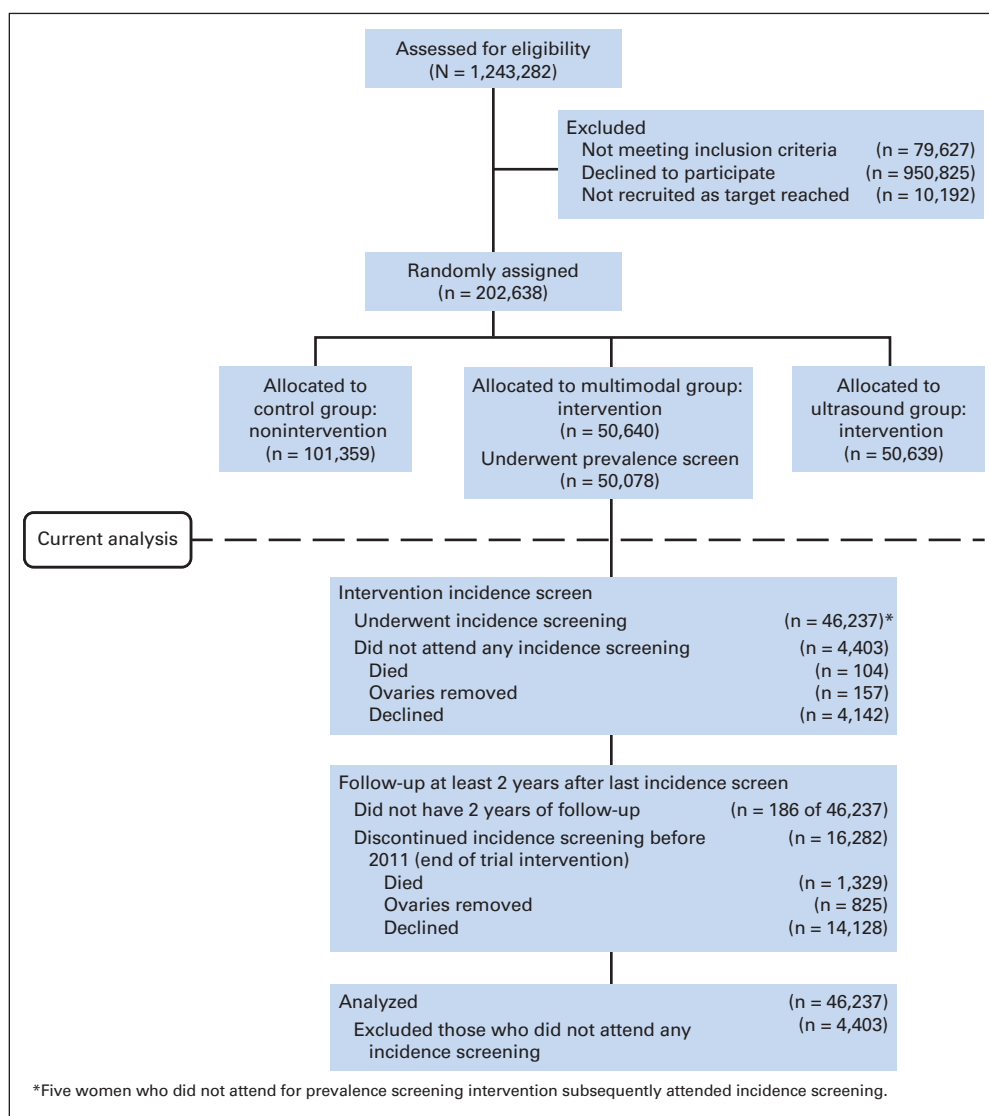 Assessed for eligibility
(N = 1,243,282)
Excluded
Not meeting inclusion criteria (n = 79,627)
Declined to participate (n = 950,825)
Not recruited as target reached (n = 10,192)
Randomly assigned
(n = 202,638)
Allocated to
control group:
nonintervention
(n = 101,359)
Allocated to multimodal group:
intervention
(n = 50,640)
Underwent prevalence screen
(n = 50,078)
Allocated to
ultrasound group:
intervention
(n = 50,639)
Current analysis
Intervention incidence screen
Underwent incidence screening (n = 46,237)*
Did not attend any incidence screening (n = 4,403)
Died (n = 104)
Ovaries removed (n = 157)
Declined (n = 4,142)
Follow-up at least 2 years after last incidence screen
Did not have 2 years of follow-up (n = 186 of 46,237)
Discontinued incidence screening before (n = 16,282)
2011 (end of trial intervention)
Died (n = 1,329)
Ovaries removed (n = 825)
Declined (n = 14,128)
Analyzed (n = 46,237)
Excluded those who did not attend any (n = 4,403)
incidence screening
*Five women who did not attend for prevalence screening intervention subsequently attended incidence screening.